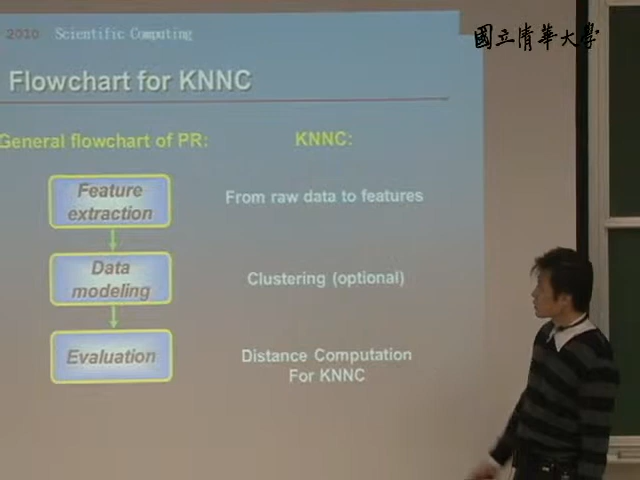 2010 Scientific Computing
國立清華大學
Flowchart for KNNC
General flowchart of PR:
KNNC:
Feature
extraction
From raw data to features
Data
modeling
Clustering (optional)
Evaluation
Distance Computation
For KNNC